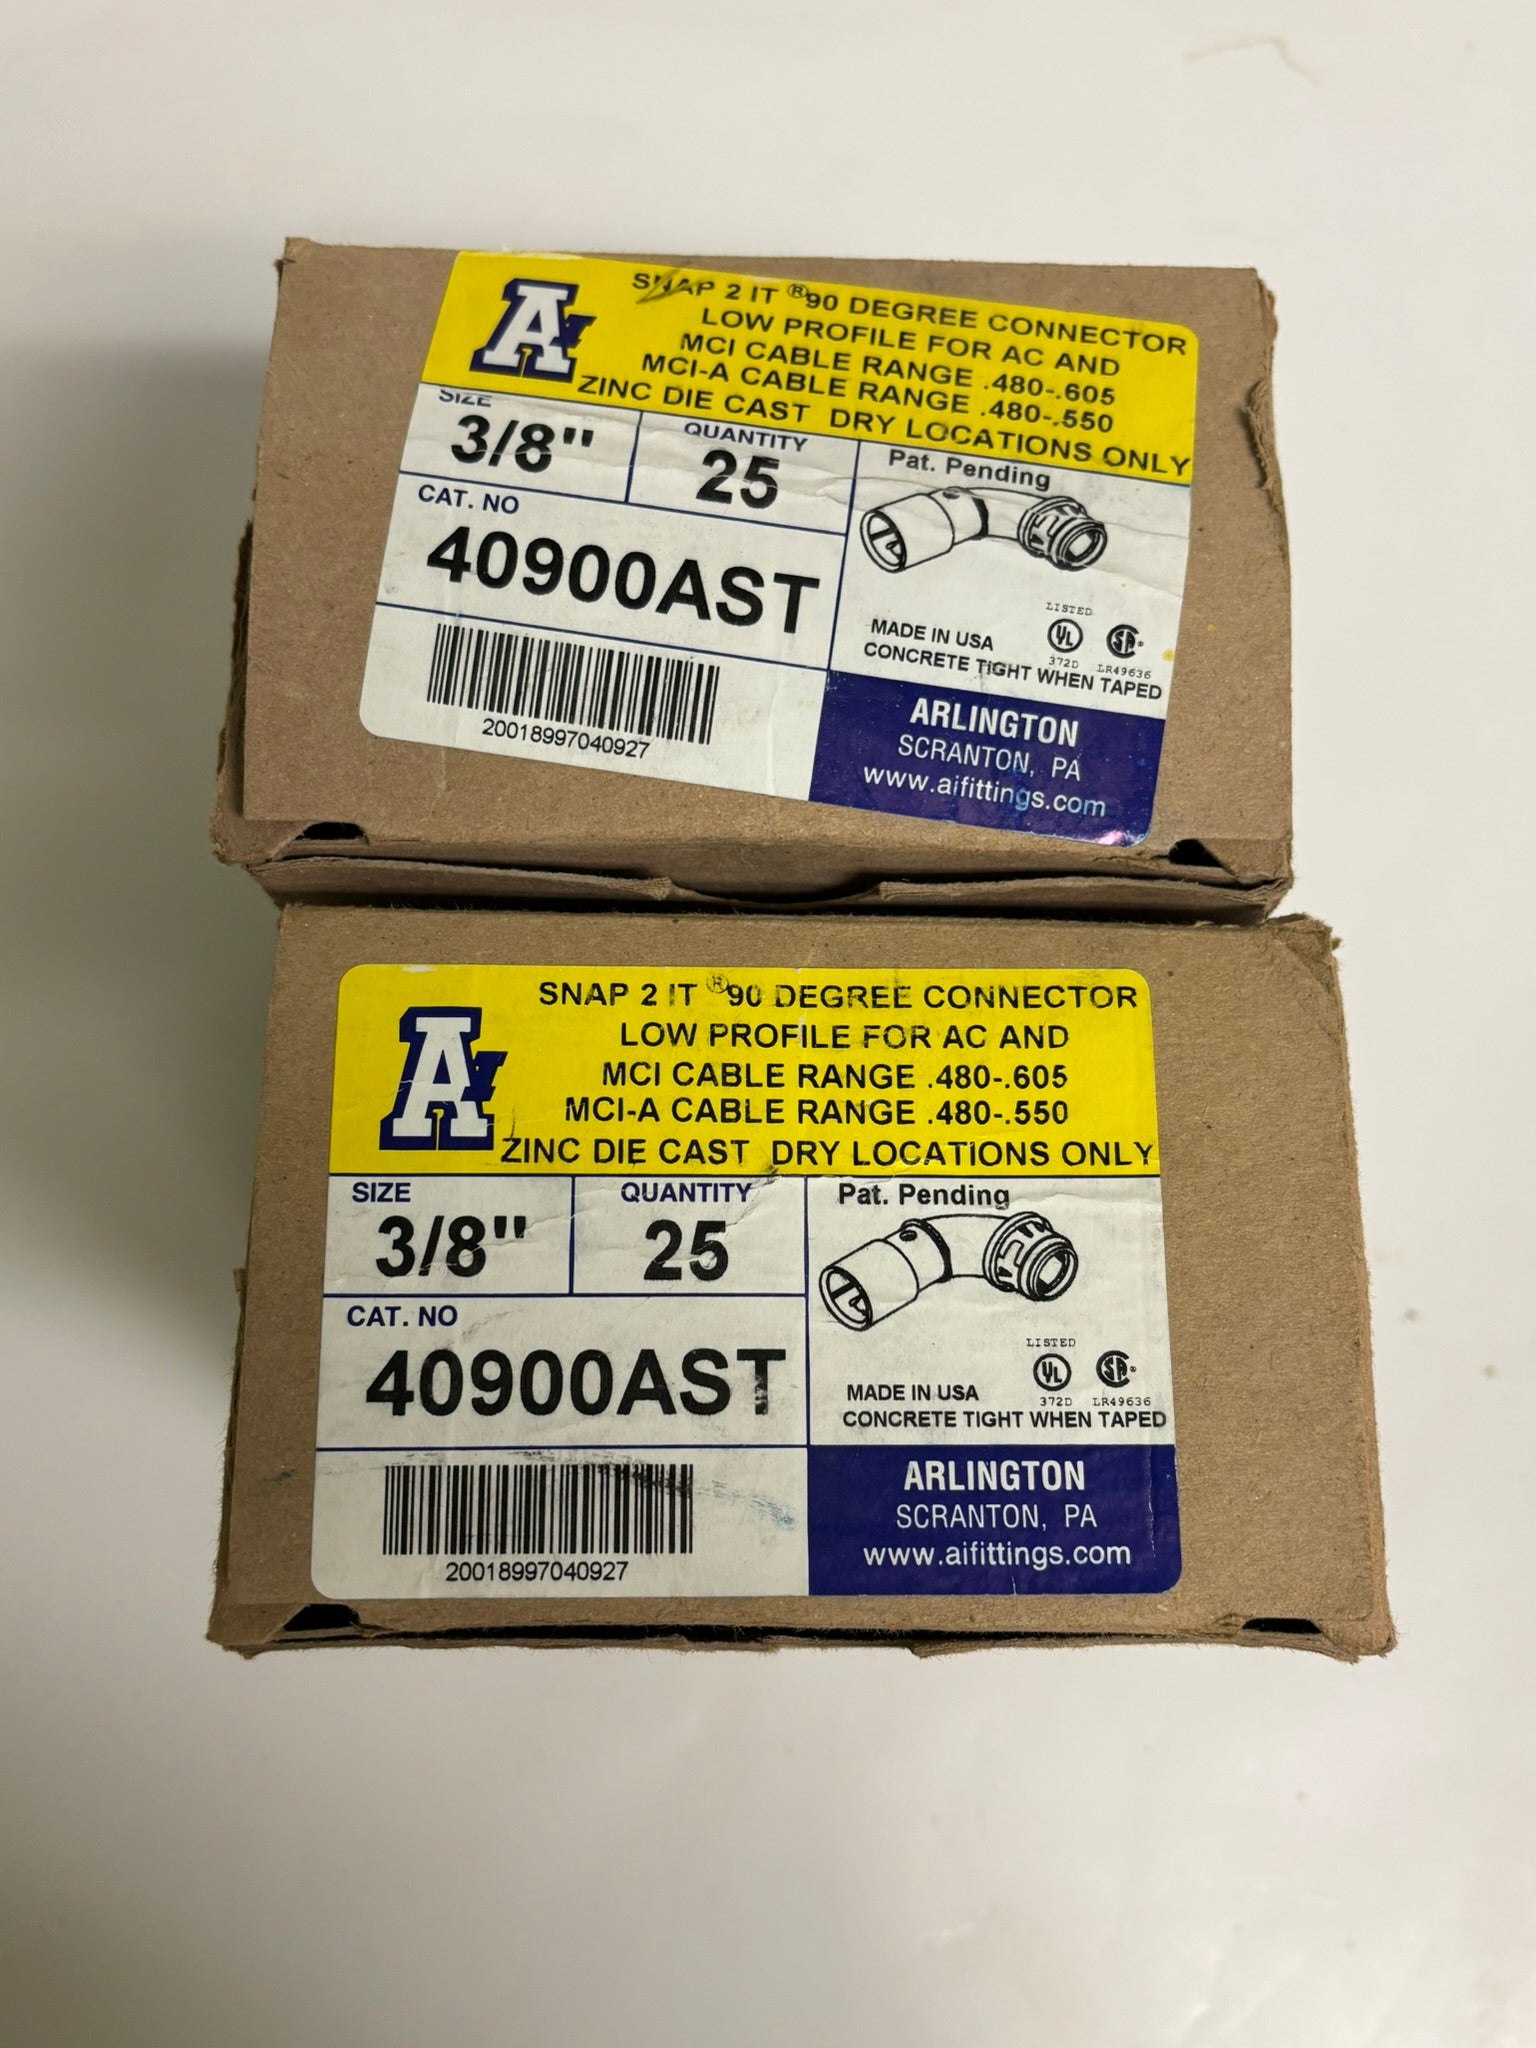 A
SNAP 2 IT ® 90 DEGREE CONNECTOR
LOW PROFILE FOR AC AND
MCI CABLE RANGE .480-.605
MCI-A CABLE RANGE .480-.550
ZINC DIE CAST DRY LOCATIONS ONLY
SIZE
3/8"
QUANTITY
25
Pat. Pending
CAT. NO
40900AST
LISTED
UL
SA®
372D
LR49636
MADE IN USA
CONCRETE TIGHT WHEN TAPED
20018997040927
ARLINGTON
SCRANTON, PA
www.aifittings.com
A
SNAP 2 IT ® 90 DEGREE CONNECTOR
LOW PROFILE FOR AC AND
MCI CABLE RANGE .480-.605
MCI-A CABLE RANGE .480-.550
ZINC DIE CAST DRY LOCATIONS ONLY
SIZE
3/8"
QUANTITY
25
Pat. Pending
CAT. NO
40900AST
LISTED
UL
SA®
372D
LR49636
MADE IN USA
CONCRETE TIGHT WHEN TAPED
20018997040927
ARLINGTON
SCRANTON, PA
www.aifittings.com